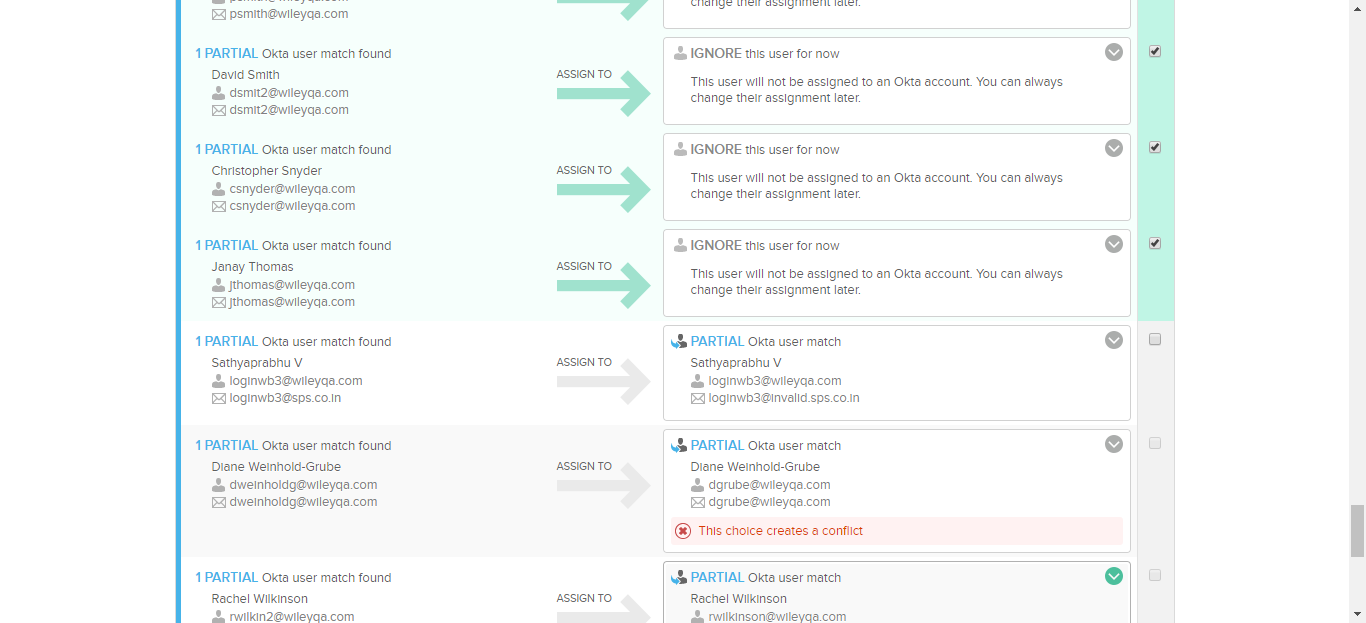 psmith@wileyqa.com
change their assignment later.
1 PARTIAL Okta user match found
David Smith
dsmit2@wileyqa.com
dsmit2@wileyqa.com
ASSIGN TO
IGNORE this user for now
This user will not be assigned to an Okta account. You can always
change their assignment later.
1 PARTIAL Okta user match found
Christopher Snyder
csnyder@wileyqa.com
csnyder@wileyqa.com
ASSIGN TO
IGNORE this user for now
This user will not be assigned to an Okta account. You can always
change their assignment later.
1 PARTIAL Okta user match found
Janay Thomas
jthomas@wileyqa.com
jthomas@wileyqa.com
ASSIGN TO
IGNORE this user for now
This user will not be assigned to an Okta account. You can always
change their assignment later.
1 PARTIAL Okta user match found
Sathyaprabhu V
loginwb3@wileyqa.com
loginwb3@sps.co.in
ASSIGN TO
PARTIAL Okta user match
Sathyaprabhu V
loginwb3@wileyqa.com
loginwb3@invalid.sps.co.in
1 PARTIAL Okta user match found
Diane Weinhold-Grube
dweinholdg@wileyqa.com
dweinholdg@wileyqa.com
ASSIGN TO
PARTIAL Okta user match
Diane Weinhold-Grube
dgrube@wileyqa.com
dgrube@wileyqa.com
This choice creates a conflict
1 PARTIAL Okta user match found
Rachel Wilkinson
rwilkin2@wileyqa.com
ASSIGN TO
PARTIAL Okta user match
Rachel Wilkinson
rwilkinson@wileyqa.com